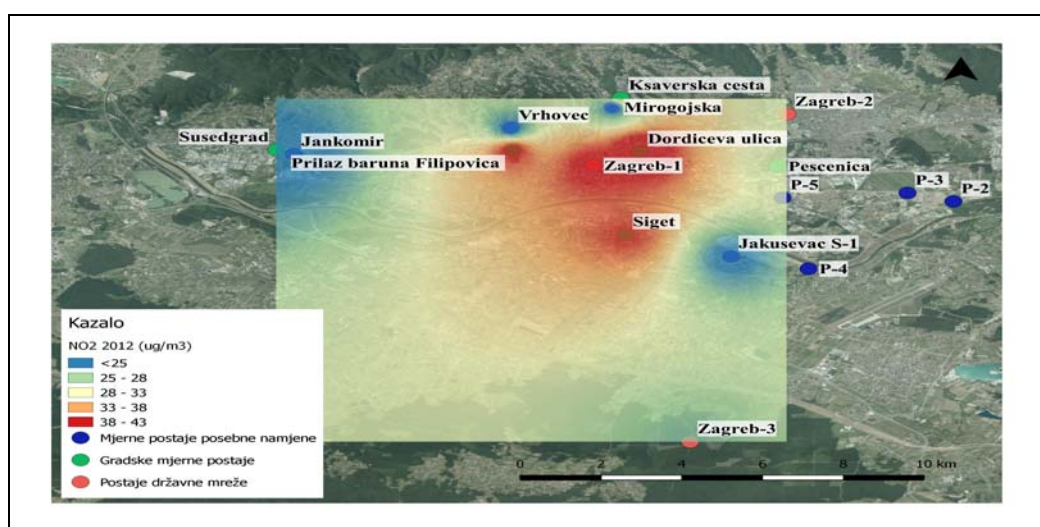 Ksaverska cesta
Zagreb-2
Mirogojska
Vrhovec
Susedgrad
Jankomir
Dordiceva ulica
Prilaz baruna Filipovica
Zagreb-1
Pescenica
P-5
P-3
P-2
Siget
Jakusevac S-1
P-4
Kazalo
NO2 2012 (ug/m3)
<25
25 - 28
28 - 33
33 - 38
38 - 43
Mjerne postaje posebne namjene
Gradske mjerne postaje
Postaje državne mreže
Zagreb-3
0 2 4 6 8 10 km